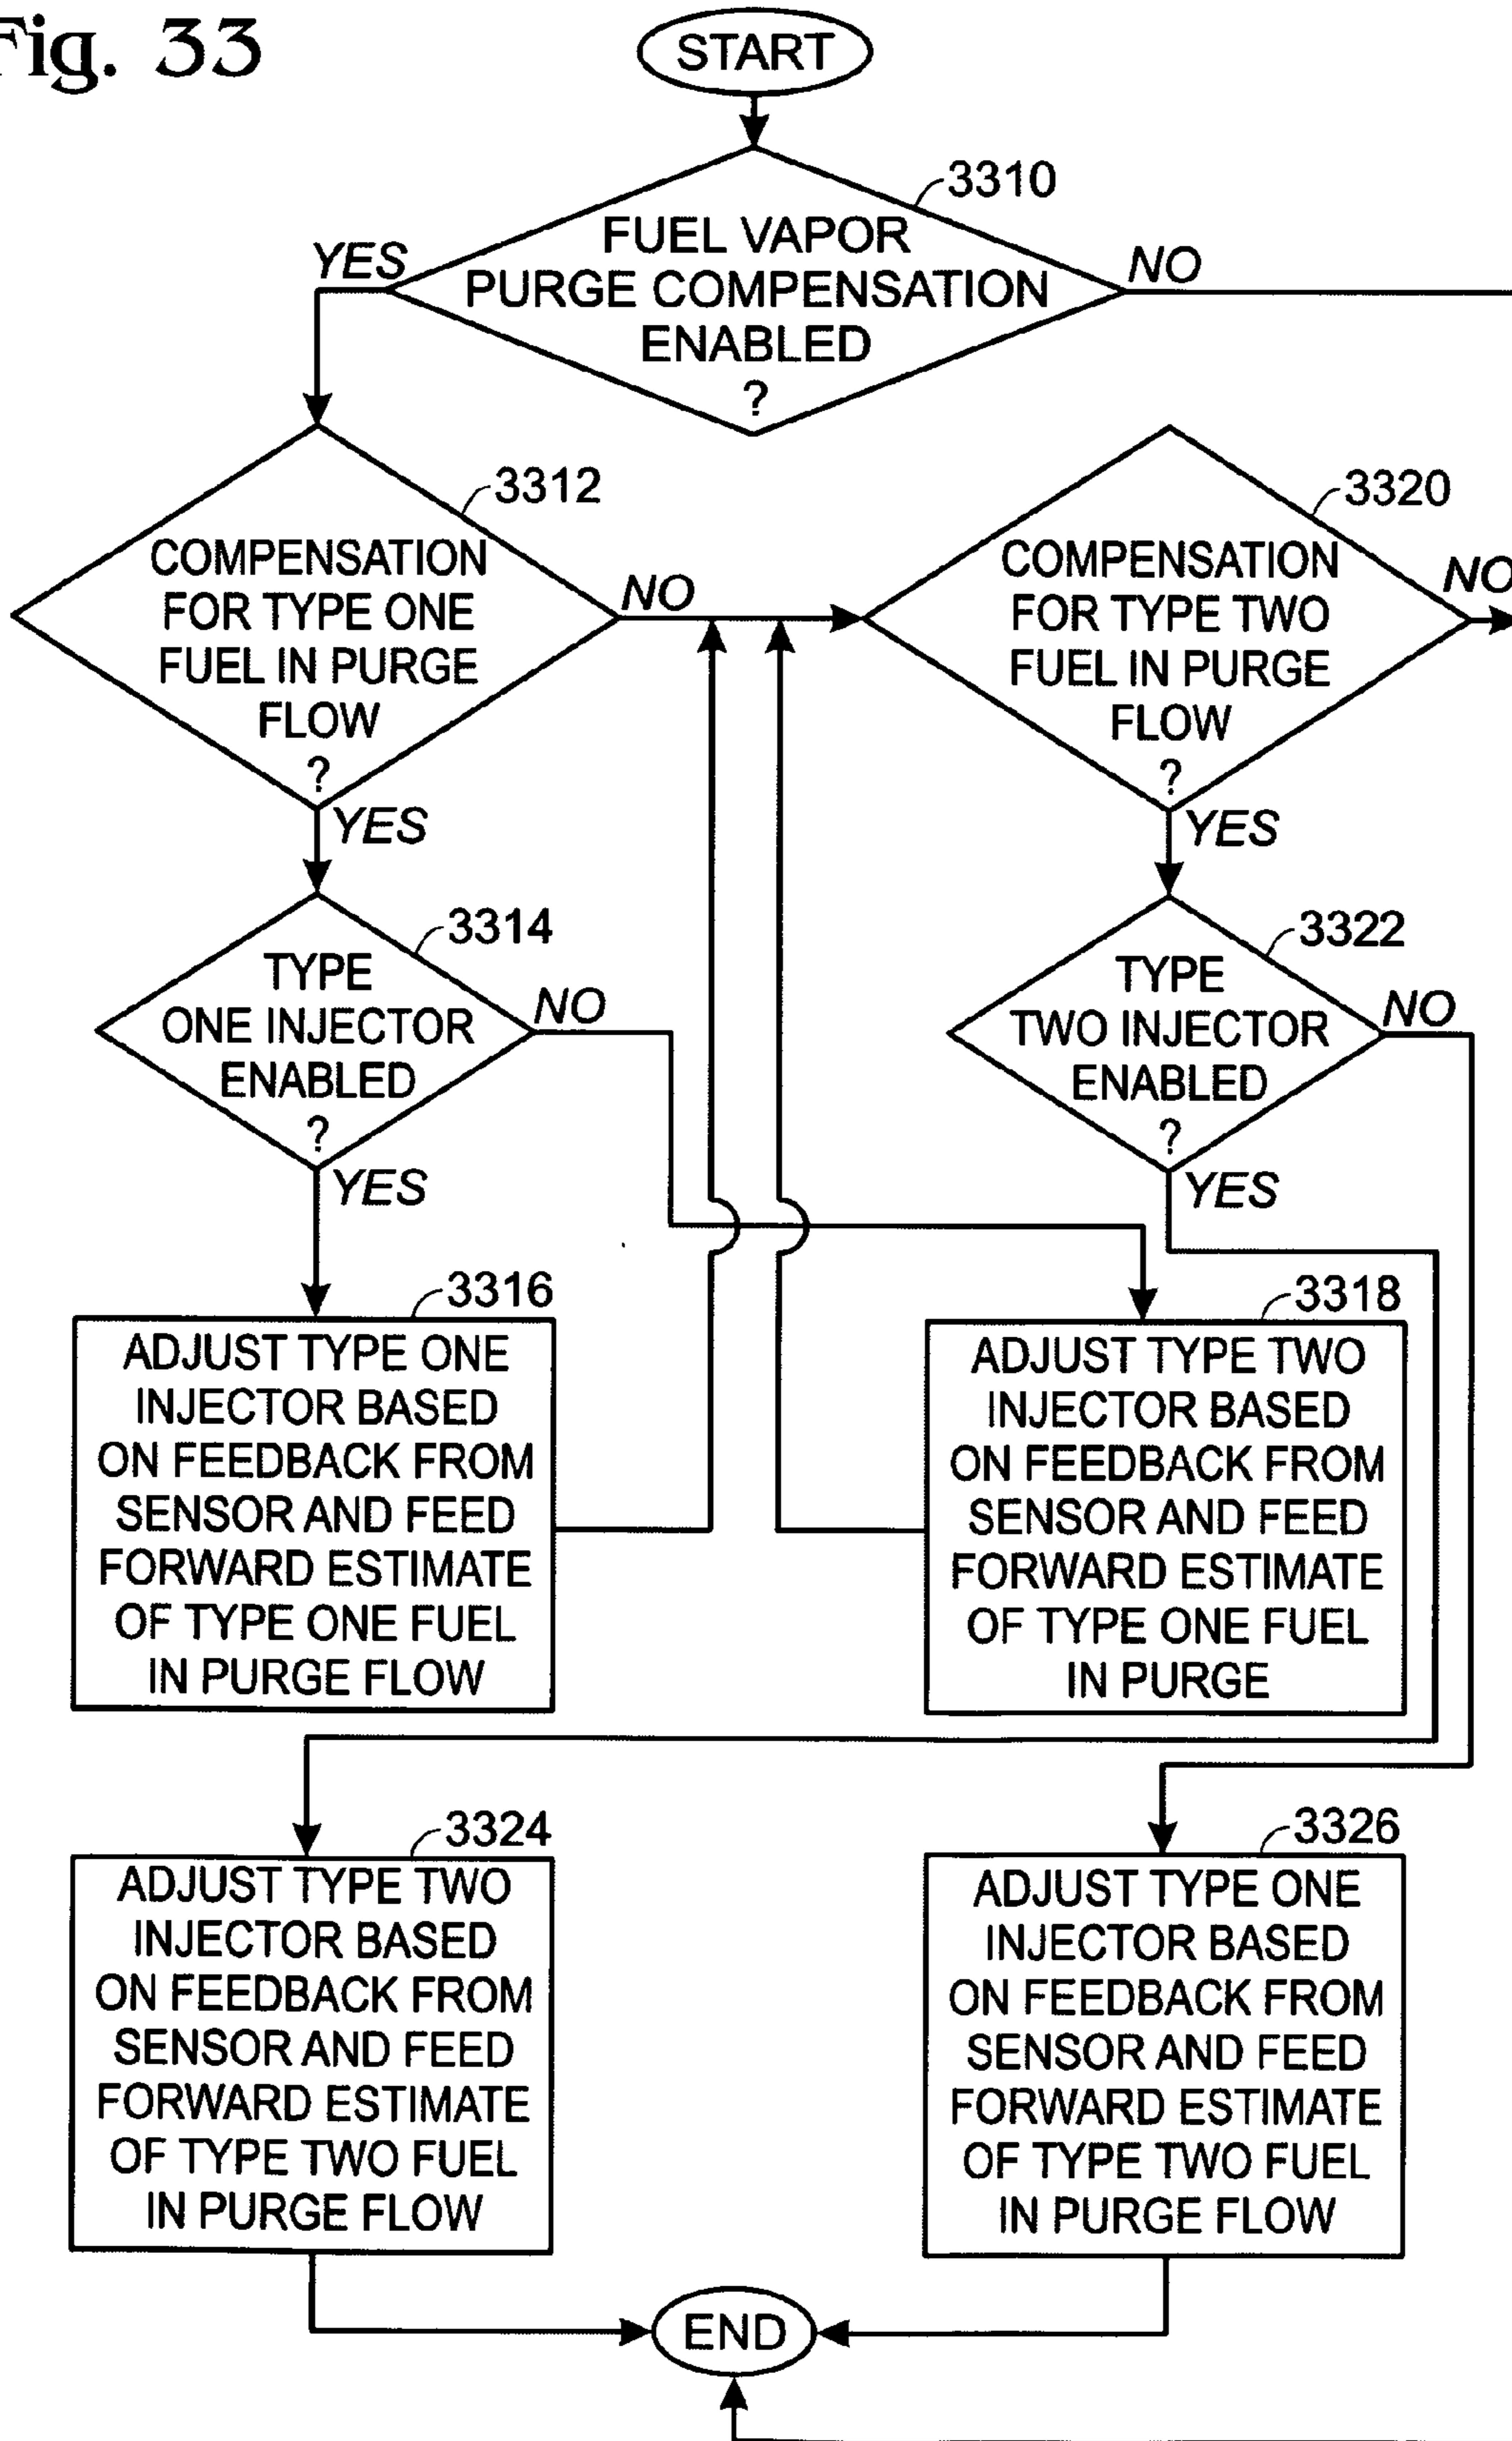 Fig. 33
START
3310
FUEL VAPOR
PURGE COMPENSATION
ENABLED
?
YES
NO
3312
COMPENSATION
FOR TYPE ONE
FUEL IN PURGE
FLOW
?
NO
YES
3320
COMPENSATION
FOR TYPE TWO
FUEL IN PURGE
FLOW
?
NO
YES
3314
TYPE
ONE INJECTOR
ENABLED
?
NO
YES
3322
TYPE
TWO INJECTOR
ENABLED
?
NO
YES
3316
ADJUST TYPE ONE
INJECTOR BASED
ON FEEDBACK FROM
SENSOR AND FEED
FORWARD ESTIMATE
OF TYPE ONE FUEL
IN PURGE FLOW
3318
ADJUST TYPE TWO
INJECTOR BASED
ON FEEDBACK FROM
SENSOR AND FEED
FORWARD ESTIMATE
OF TYPE ONE FUEL
IN PURGE
3324
ADJUST TYPE TWO
INJECTOR BASED
ON FEEDBACK FROM
SENSOR AND FEED
FORWARD ESTIMATE
OF TYPE TWO FUEL
IN PURGE FLOW
3326
ADJUST TYPE ONE
INJECTOR BASED
ON FEEDBACK FROM
SENSOR AND FEED
FORWARD ESTIMATE
OF TYPE TWO FUEL
IN PURGE FLOW
END